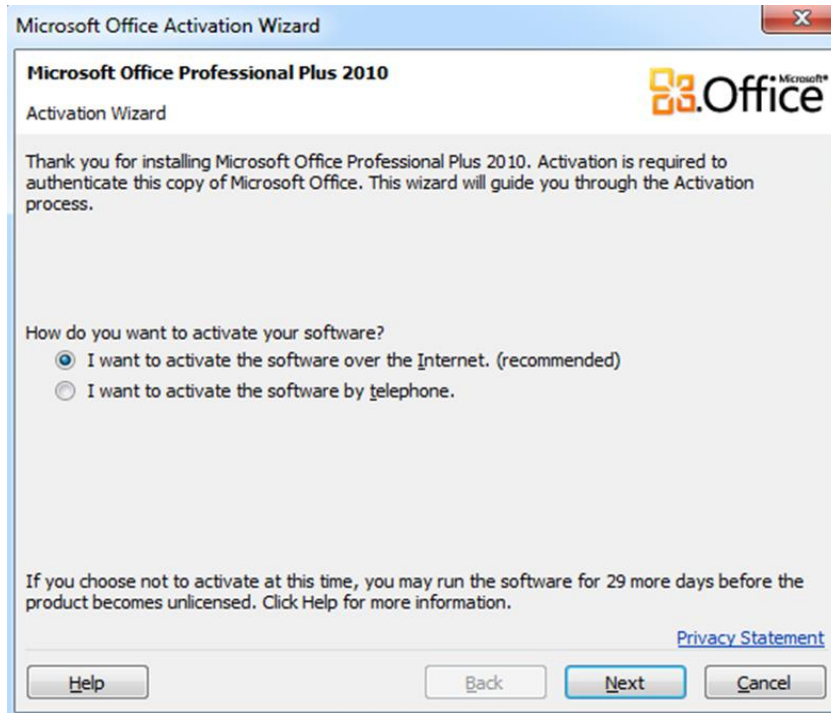 Microsoft Office Activation Wizard
Microsoft Office Professional Plus 2010
Microsoft®
Office
Activation Wizard
Thank you for installing Microsoft Office Professional Plus 2010. Activation is required to
authenticate this copy of Microsoft Office. This wizard will guide you through the Activation
process.
How do you want to activate your software?
I want to activate the software over the Internet. (recommended)
I want to activate the software by telephone.
If you choose not to activate at this time, you may run the software for 29 more days before the
product becomes unlicensed. Click Help for more information.
Privacy Statement
Help
Back
Next
Cancel